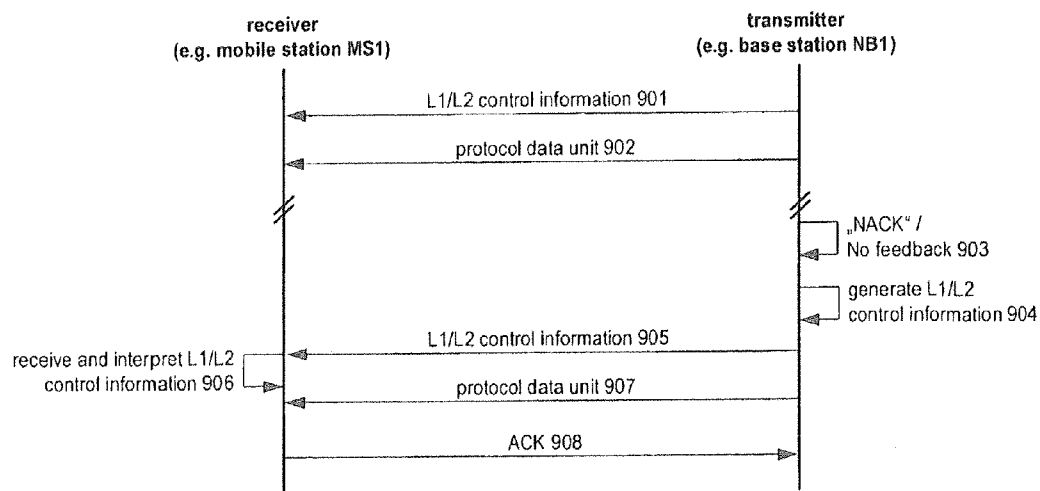 receiver
(e.g. mobile station MS1)
transmitter
(e.g. base station NB1)
L1/L2 control information 901
protocol data unit 902
„NACK“ /
No feedback 903
generate L1/L2
control information 904
L1/L2 control information 905
receive and interpret L1/L2
control information 906
protocol data unit 907
ACK 908